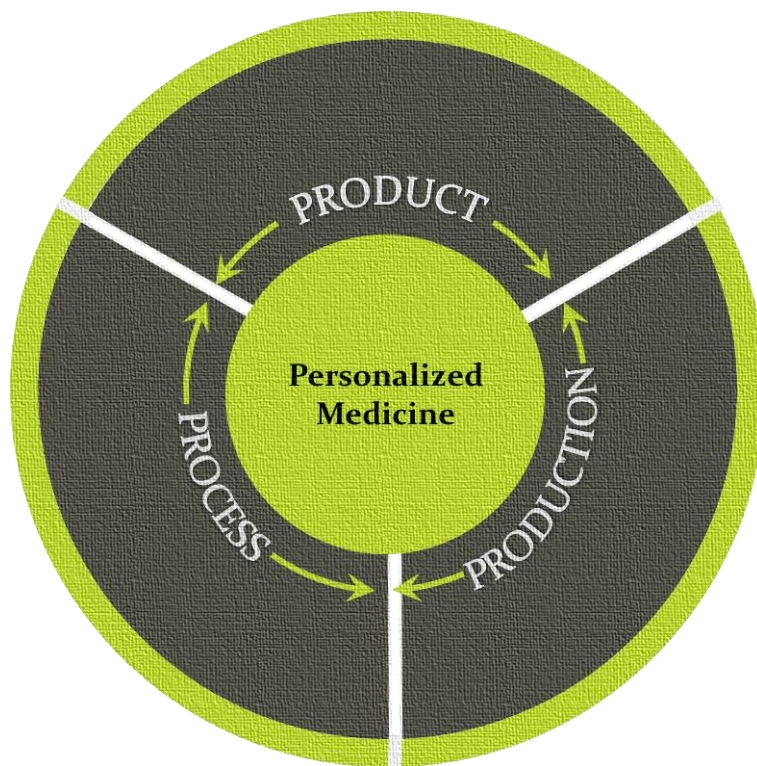 PRODUCT
Personalized
Medicine
PROCESS
PRODUCTION